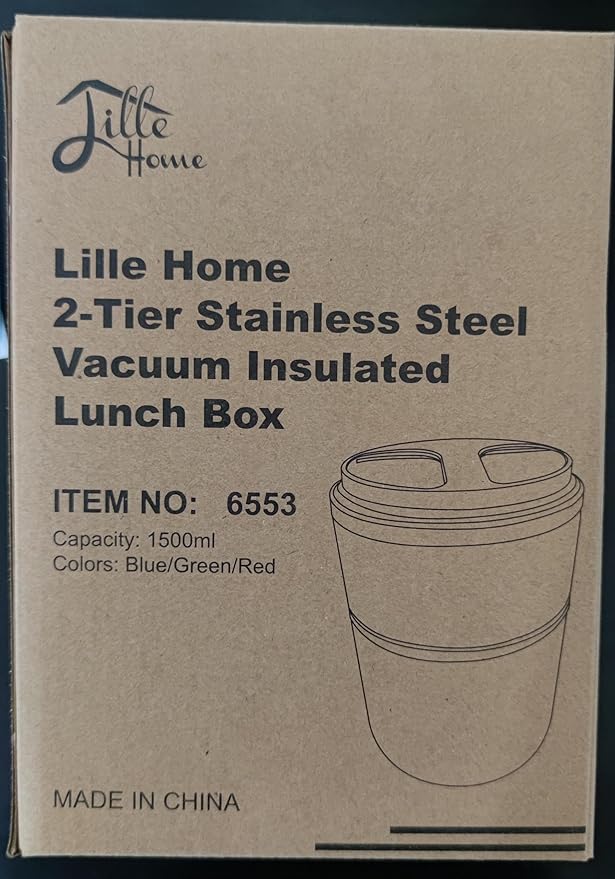 Lille
Home
Lille Home
2-Tier Stainless Steel
Vacuum Insulated
Lunch Box
ITEM NO: 6553
Capacity: 1500ml
Colors: Blue/Green/Red
MADE IN CHINA